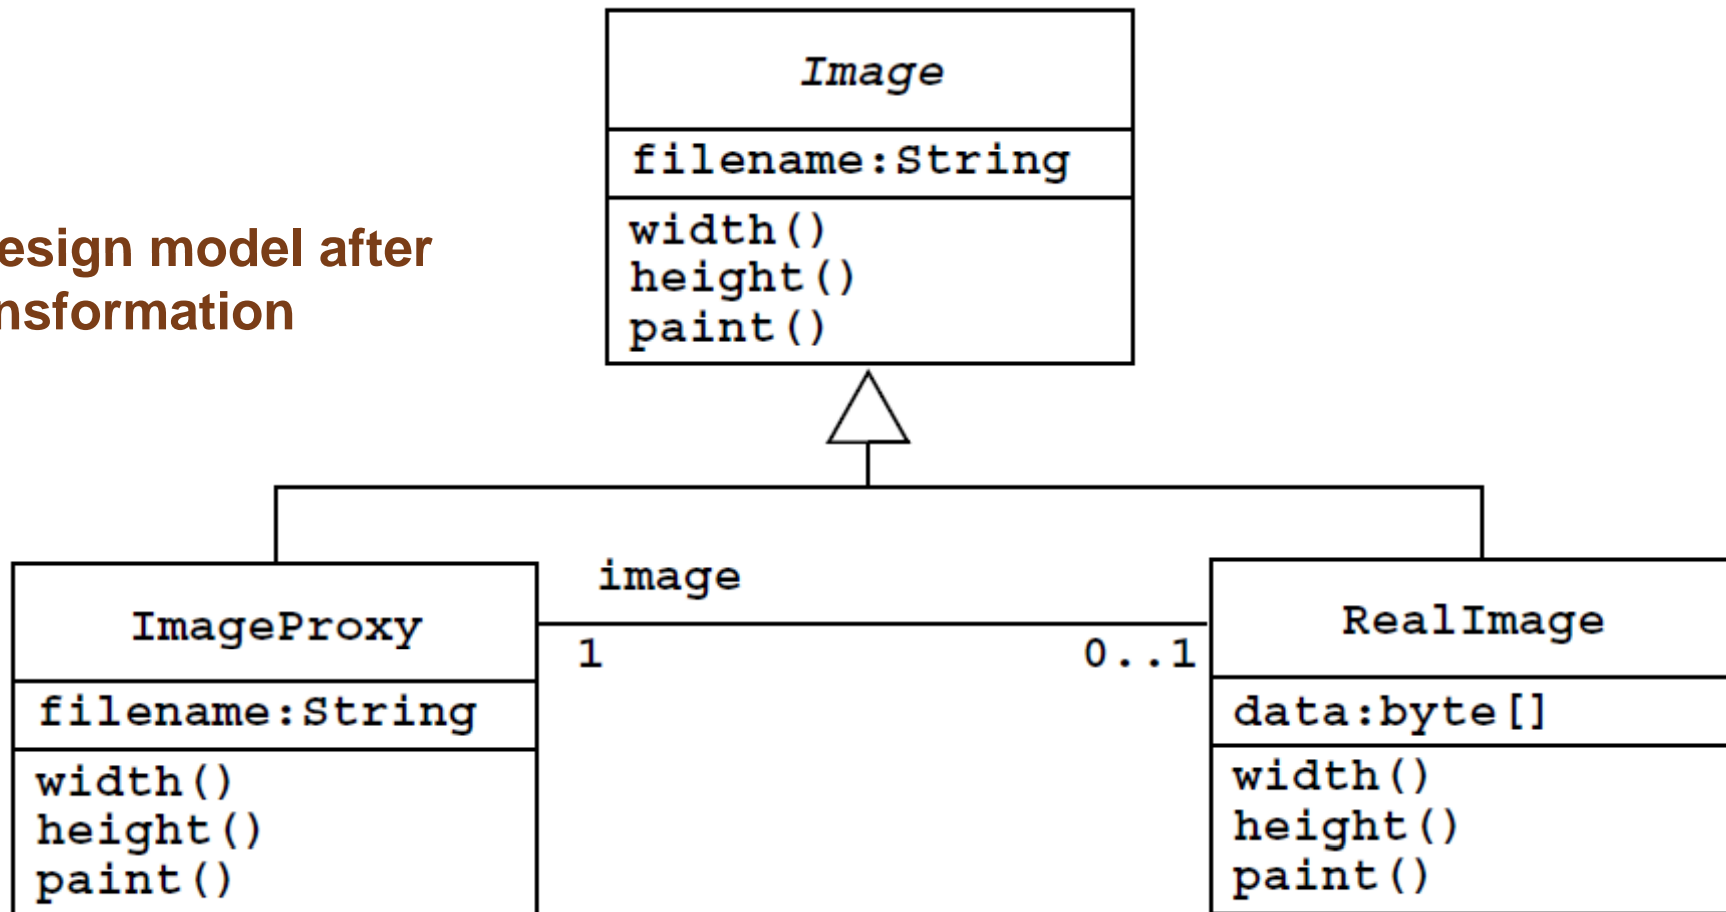 Image
filename:String
width()
height()
paint()
esign model after
nsformation
image
1
0..1
ImageProxy
filename:String
width()
height()
paint()
RealImage
data:byte[]
width()
height()
paint()